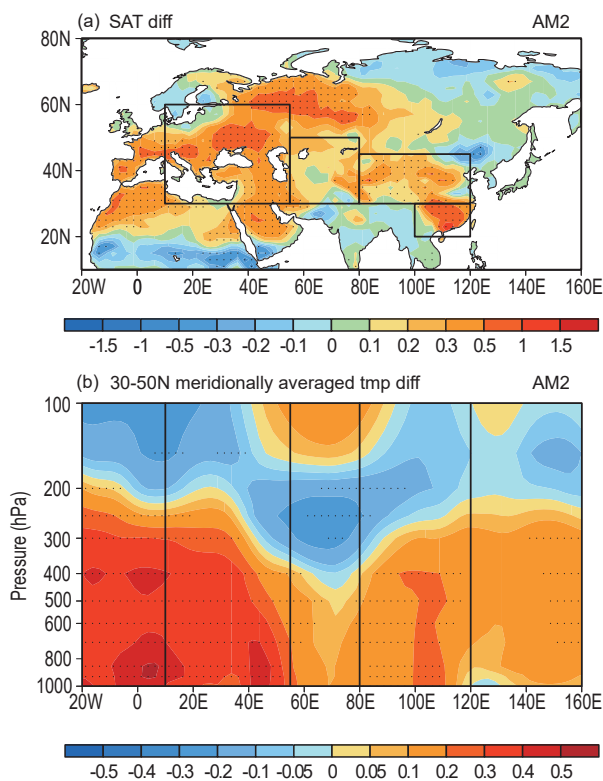 (a) SAT diff AM2
80N
60N
40N
20N
20W 0 20E 40E 60E 80E 100E 120E 140E 160E
-1.5 -1 -0.5 -0.3 -0.2 -0.1 0 0.1 0.2 0.3 0.5 1 1.5
(b) 30-50N meridionally averaged tmp diff AM2
Pressure (hPa)
100
200
300
400
500
600
800
1000
20W 0 20E 40E 60E 80E 100E 120E 140E 160E
-0.5 -0.4 -0.3 -0.2 -0.1 -0.05 0 0.05 0.1 0.2 0.3 0.4 0.5